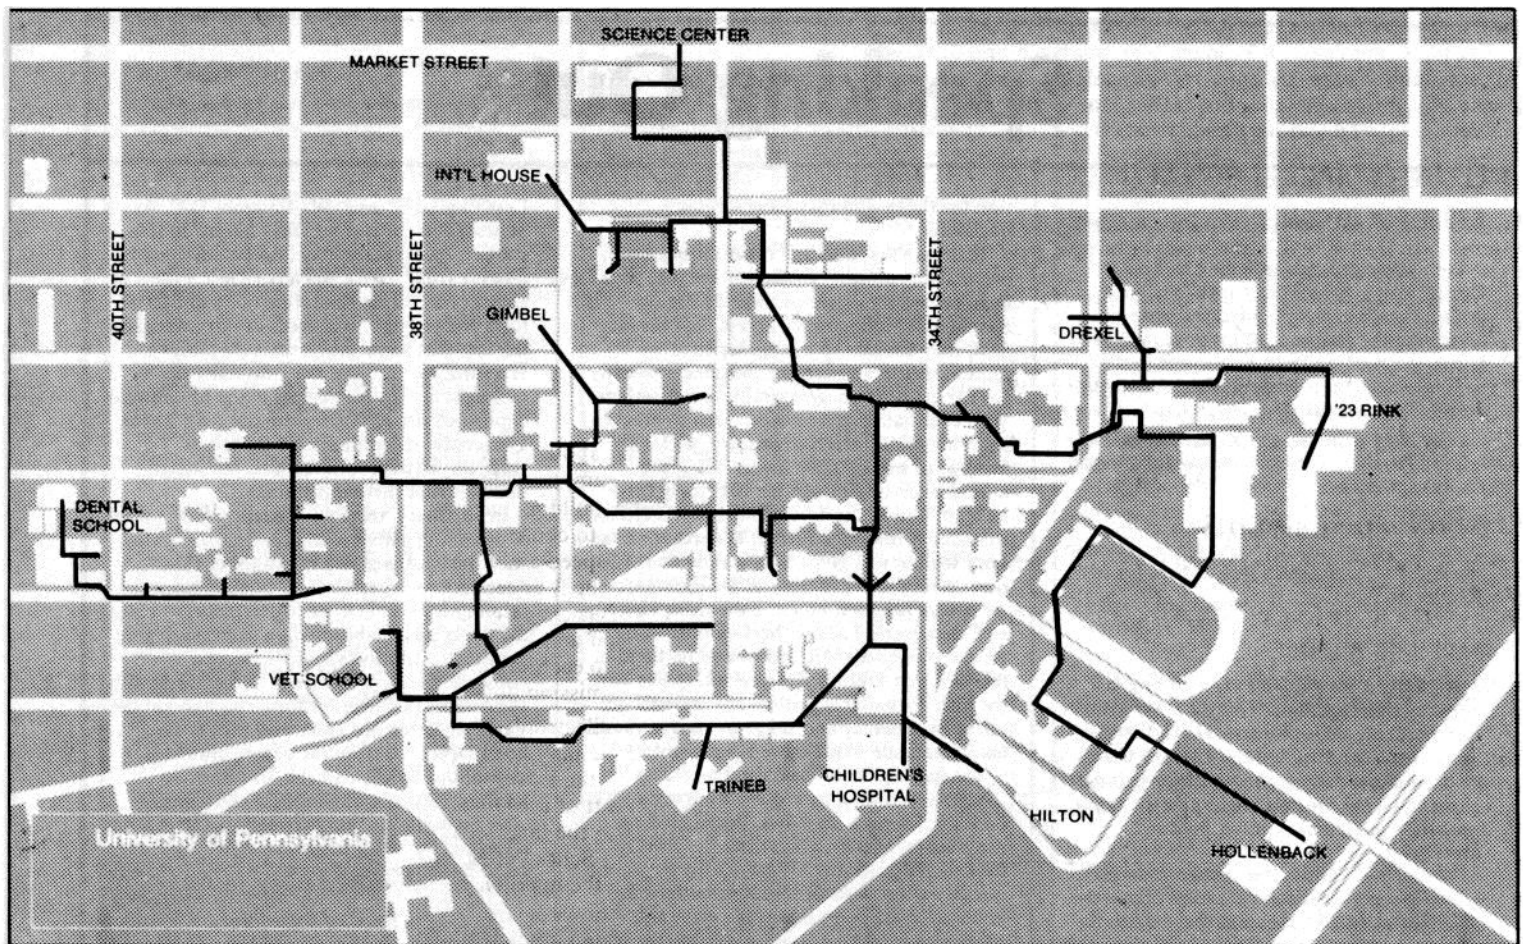 SCIENCE CENTER
MARKET STREET
INT'L HOUSE
40TH STREET
38TH STREET
34TH STREET
GIMBEL
DREXEL
'23 RINK
DENTAL
SCHOOL
VET SCHOOL
TRINEB
CHILDREN'S
HOSPITAL
HILTON
HOLLENBACK
University of Pennsylvania